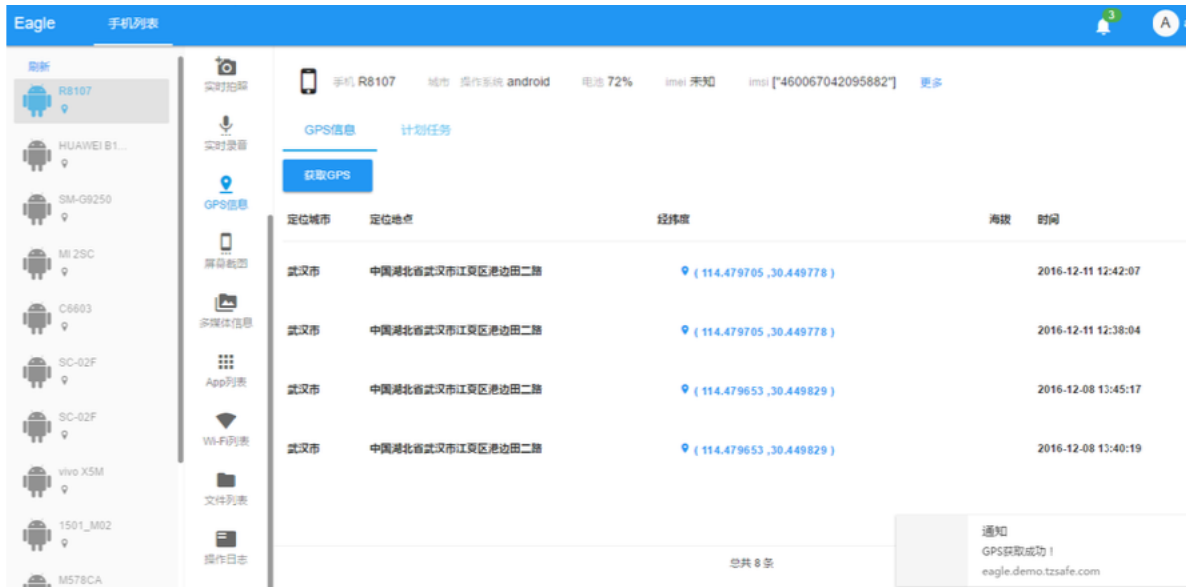 Eagle 手机列表 3 A
刷新
R8107
HUAWEI B1...
SM-G9250
MI 2SC
C6603
SC-02F
SC-02F
vivo X5M
1501_M02
M578CA
实时拍照
实时录音
GPS信息
屏幕截图
多媒体信息
App列表
Wi-Fi列表
文件列表
操作日志
手机 R8107 城市 操作系统 android 电池 72% imei 未知 imsi ["460067042095882"] 更多
GPS信息 计划任务
获取GPS
定位城市 定位地点 经纬度 海拔 时间
武汉市 中国湖北省武汉市江夏区港边田二路 ( 114.479705 ,30.449778 ) 2016-12-11 12:42:07
武汉市 中国湖北省武汉市江夏区港边田二路 ( 114.479705 ,30.449778 ) 2016-12-11 12:38:04
武汉市 中国湖北省武汉市江夏区港边田二路 ( 114.479653 ,30.449829 ) 2016-12-08 13:45:17
武汉市 中国湖北省武汉市江夏区港边田二路 ( 114.479653 ,30.449829 ) 2016-12-08 13:40:19
总共 8 条
通知
GPS获取成功！
eagle.demo.tzsafe.com